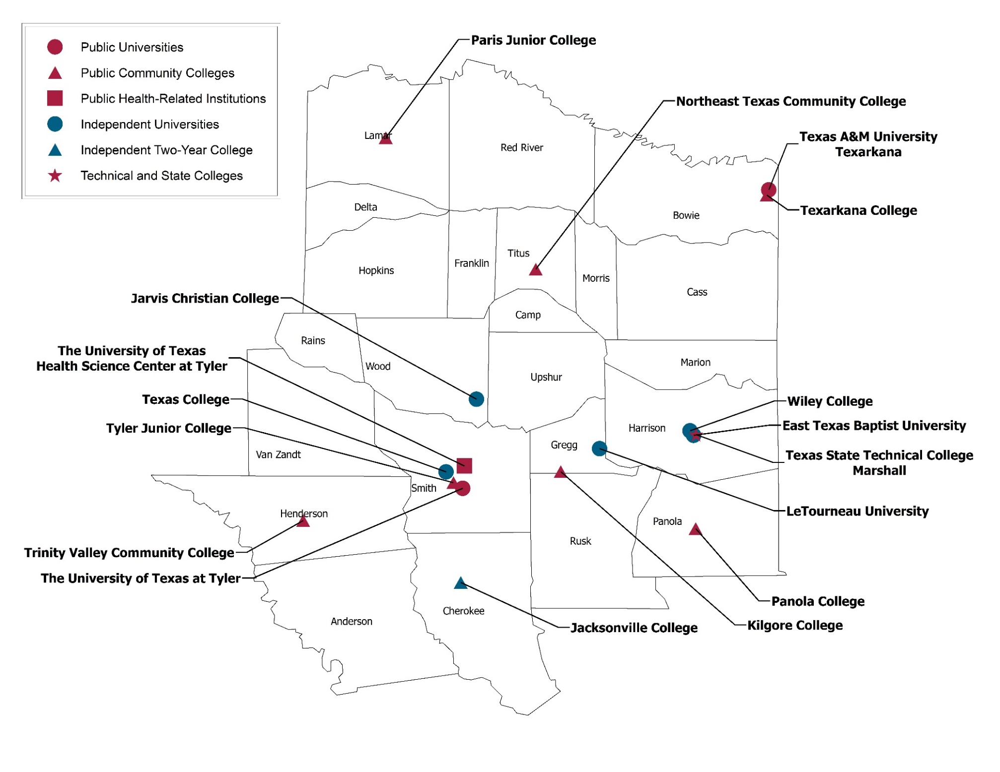 Public Universities
Public Community Colleges
Public Health-Related Institutions
Independent Universities
Independent Two-Year College
Technical and State Colleges
Paris Junior College
Northeast Texas Community College
Texas A&M University
Texarkana
Lamar
Red River
Texarkana College
Delta
Bowie
Titus
Franklin
Hopkins
Morris
Cass
Jarvis Christian College
Camp
Rains
The University of Texas
Health Science Center at Tyler
Wood
Marion
Upshur
Texas College
Wiley College
Tyler Junior College
Harrison
East Texas Baptist University
Gregg
Van Zandt
Texas State Technical College
Marshall
Smith
LeTourneau University
Henderson
Panola
Rusk
Trinity Valley Community College
The University of Texas at Tyler
Panola College
Cherokee
Anderson
Jacksonville College
Kilgore College